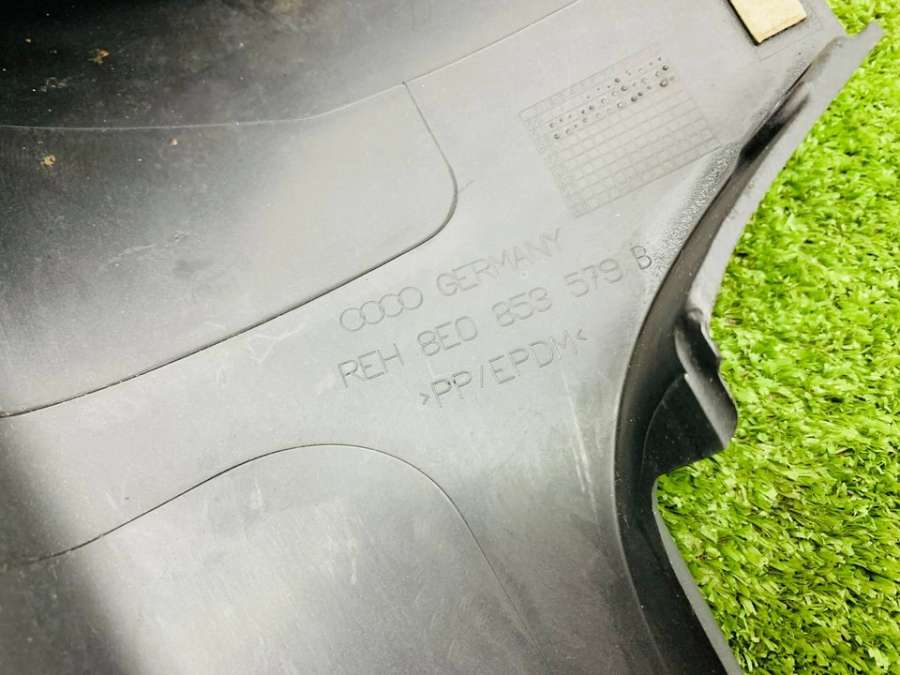 GERMANY
REH 8E0 853 579 B
>PP/EPDM<